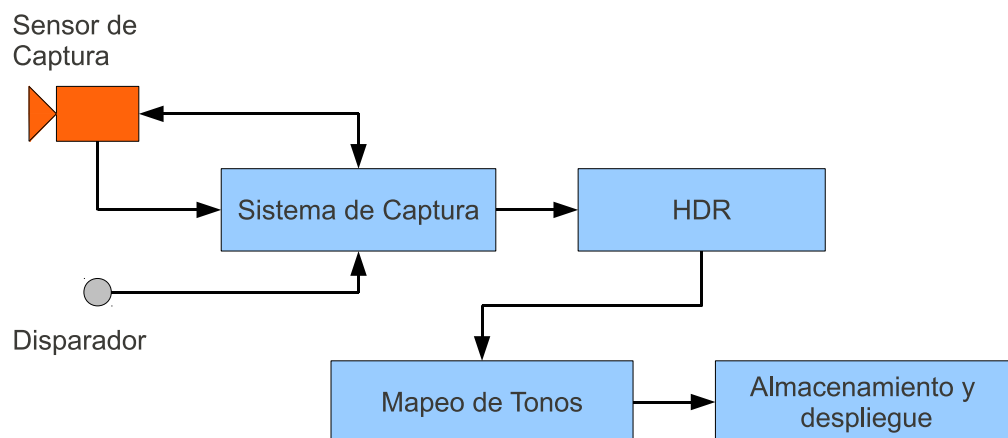 Sensor de
Captura
Sistema de Captura
HDR
Disparador
Mapeo de Tonos
Almacenamiento y
despliegue